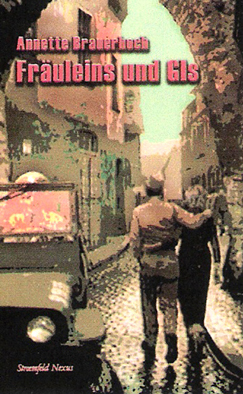 Annette Brauerhoch
Fräuleins und GIs
Stroemfeld Nexus